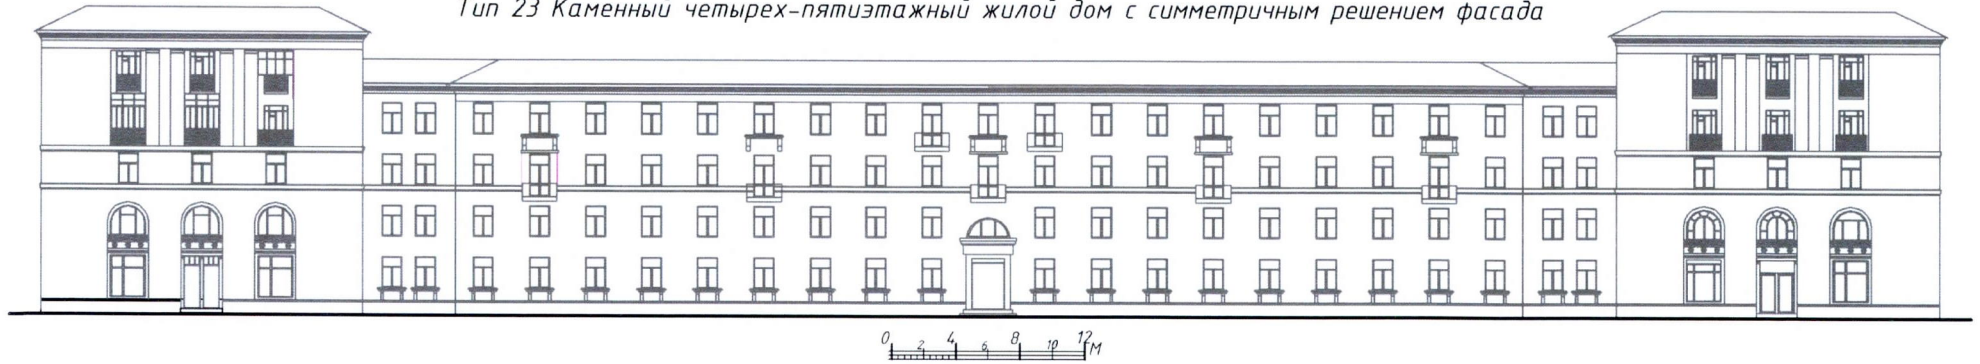 Тип 23 Каменный четырех-пятиэтажный жилой дом с симметричным решением фасада
0 2 4 6 8 10 12 М